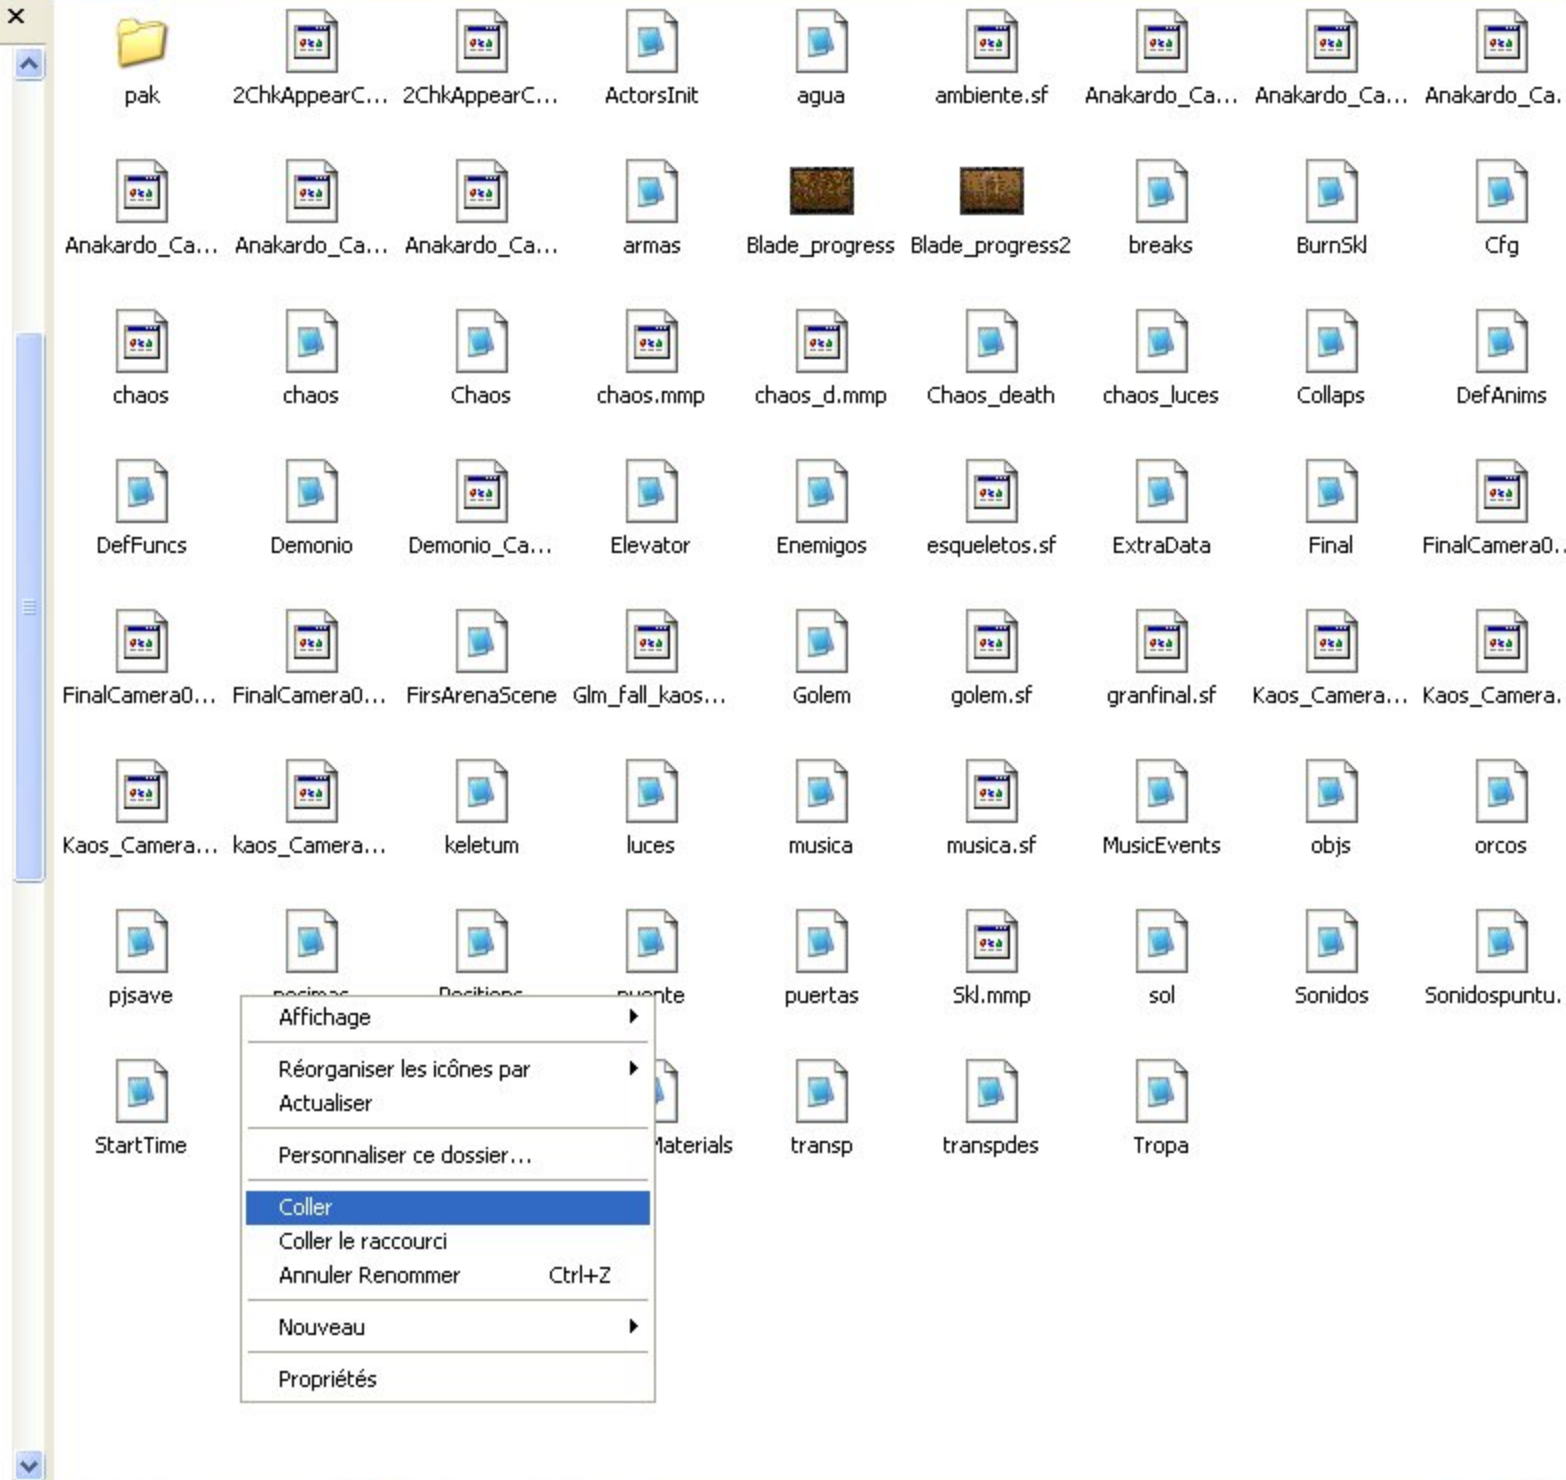 pak
2ChkAppearC...
2ChkAppearC...
ActorsInit
agua
ambiente.sf
Anakardo_Ca...
Anakardo_Ca...
Anakardo_Ca.
Anakardo_Ca...
Anakardo_Ca...
Anakardo_Ca...
armas
Blade_progress
Blade_progress2
breaks
BurnSkl
Cfg
chaos
chaos
Chaos
chaos.mmp
chaos_d.mmp
Chaos_death
chaos_luces
Collaps
DefAnims
DefFuncs
Demonio
Demonio_Ca...
Elevator
Enemigos
esqueletos.sf
ExtraData
Final
FinalCamera0..
FinalCamera0...
FinalCamera0...
FirsArenaScene
Glm_fall_kaos...
Golem
golem.sf
granfinal.sf
Kaos_Camera...
Kaos_Camera.
Kaos_Camera...
kaos_Camera...
keletum
luces
musica
musica.sf
MusicEvents
objs
orcos
pjsave
Positions
puente
puertas
Skl.mmp
sol
Sonidos
Sonidospuntu.
StartTime
Materials
transp
transpdes
Tropa
Affichage
Réorganiser les icônes par
Actualiser
Personnaliser ce dossier...
Coller
Coller le raccourci
Annuler Renommer Ctrl+Z
Nouveau
Propriétés